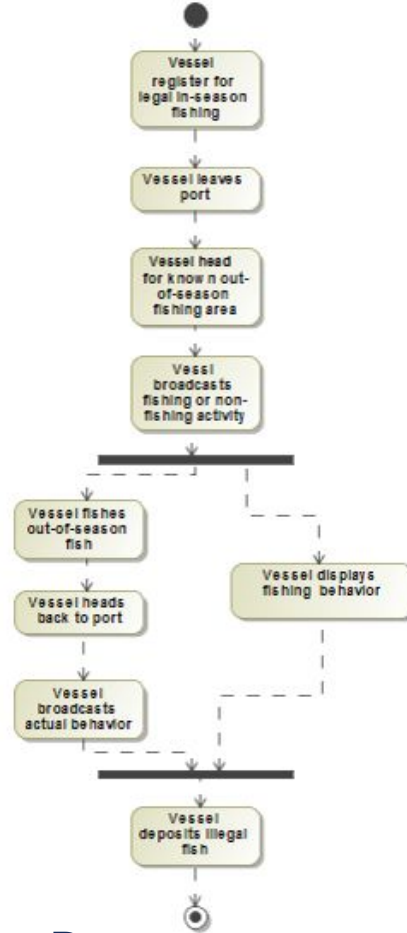 Vessel
register for
legal in-season
fishing
Vessel leaves
port
Vessel head
for know n out-
of-season
fishing area
Vessl
broadcasts
fishing or non-
fishing activity
Vessel fishes
out-of-season
fish
Vessel heads
back to port
Vessel
broadcasts
actual behavior
Vessel displays
fishing behavior
Vessel
deposits illegal
fish